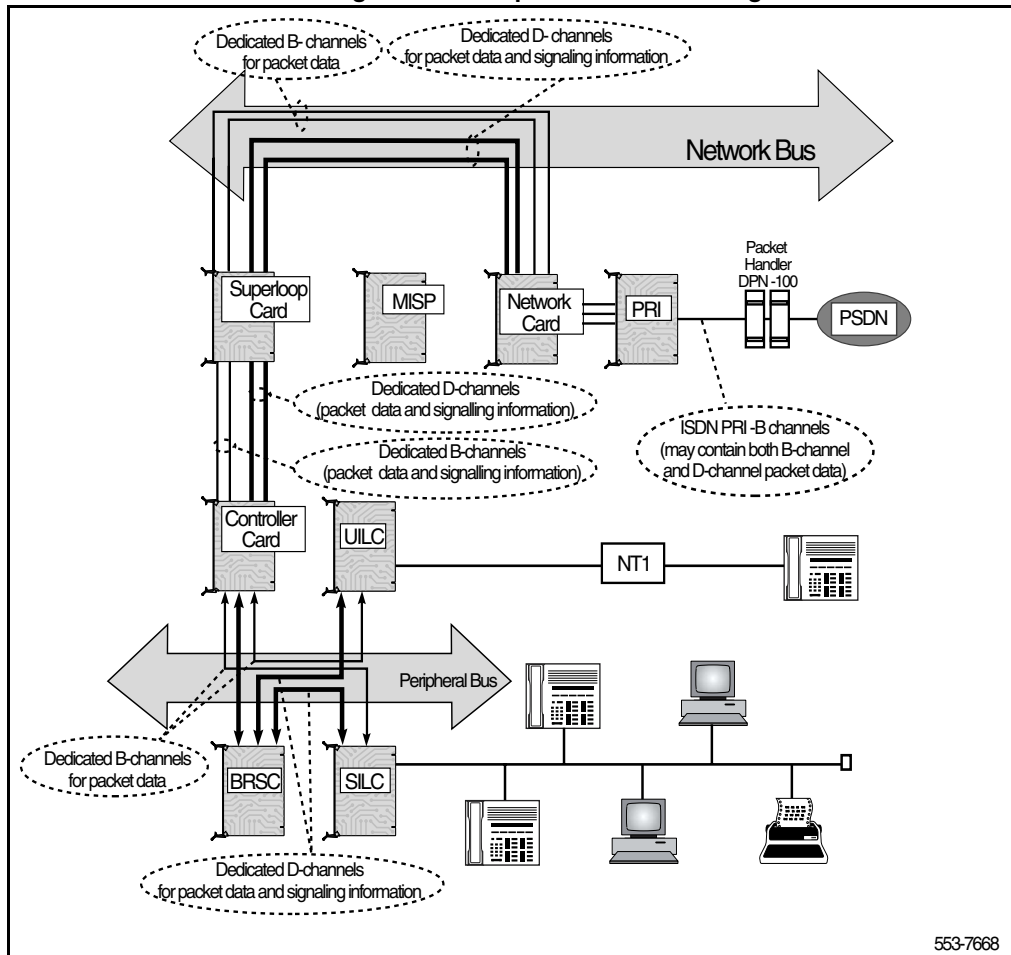 Dedicated B- channels
for packet data
Dedicated D- channels
for packet data and signaling information
Network Bus
Superloop
Card
MISP
Network
Card
PRI
Packet
Handler
DPN -100
PSDN
Dedicated D-channels
(packet data and signalling information)
Dedicated B-channels
(packet data and signalling information)
ISDN PRI -B channels
(may contain both B-channel
and D-channel packet data)
Controller
Card
UILC
NT1
Peripheral Bus
Dedicated B-channels
for packet data
BRSC
SILC
Dedicated D-channels
for packet data and signaling information
553-7668